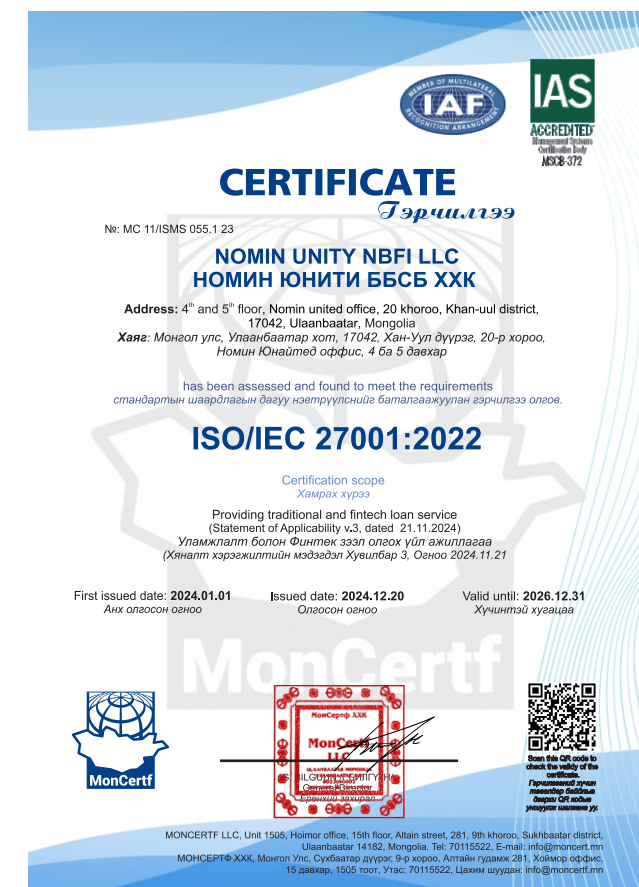 MEMBER OF MULTILATERAL
IAF
RECOGNITION ARRANGEMENT
IAS
ACCREDITED
Management Systems
Certification Body
MSCB-372
CERTIFICATE
Гэрчилгээ
№: MC 11/ISMS 055.1 23
NOMIN UNITY NBFI LLC
НОМИН ЮНИТИ ББСБ ХХК
Address: 4th and 5th floor, Nomin united office, 20 khoroo, Khan-uul district,
17042, Ulaanbaatar, Mongolia
Хаяг: Монгол улс, Улаанбаатар хот, 17042, Хан-Уул дүүрэг, 20-р хороо,
Номин Юнайтед оффис, 4 ба 5 давхар
has been assessed and found to meet the requirements
стандартын шаардлагын дагуу нэвтрүүлснийг баталгаажуулан гэрчилгээ олгов.
ISO/IEC 27001:2022
Certification scope
Хамрах хүрээ
Providing traditional and fintech loan service
(Statement of Applicability v.3, dated 21.11.2024)
Уламжлалт болон Финтек зээл олгох үйл ажиллагаа
(Хяналт хэрэгжилтийн мэдэгдэл Хувилбар 3, Огноо 2024.11.21
First issued date: 2024.01.01
Анх олгосон огноо
Issued date: 2024.12.20
Олгосон огноо
Valid until: 2026.12.31
Хүчинтэй хугацаа
MonCertf
MonCertf
МонСертф ХХК
MonCertf
LLC
General Director
Ерөнхий захирал
Scan this QR code to
check the validity of the
certificate.
Гэрчилгээний хүчин
төгөлдөр байдлыг
дээрхи QR кодыг
уншуулж шалгана уу.
MONCERTF LLC, Unit 1505, Hoimor office, 15th floor, Altain street, 281, 9th khoroo, Sukhbaatar district,
Ulaanbaatar 14182, Mongolia. Tel: 70115522, E-mail: info@moncert.mn
МОНСЕРТФ ХХК, Монгол Улс, Сүхбаатар дүүрэг, 9-р хороо, Алтайн гудамж 281, Хоймор оффис,
15 давхар, 1505 тоот, Утас: 70115522, Цахим шуудан: info@moncertf.mn